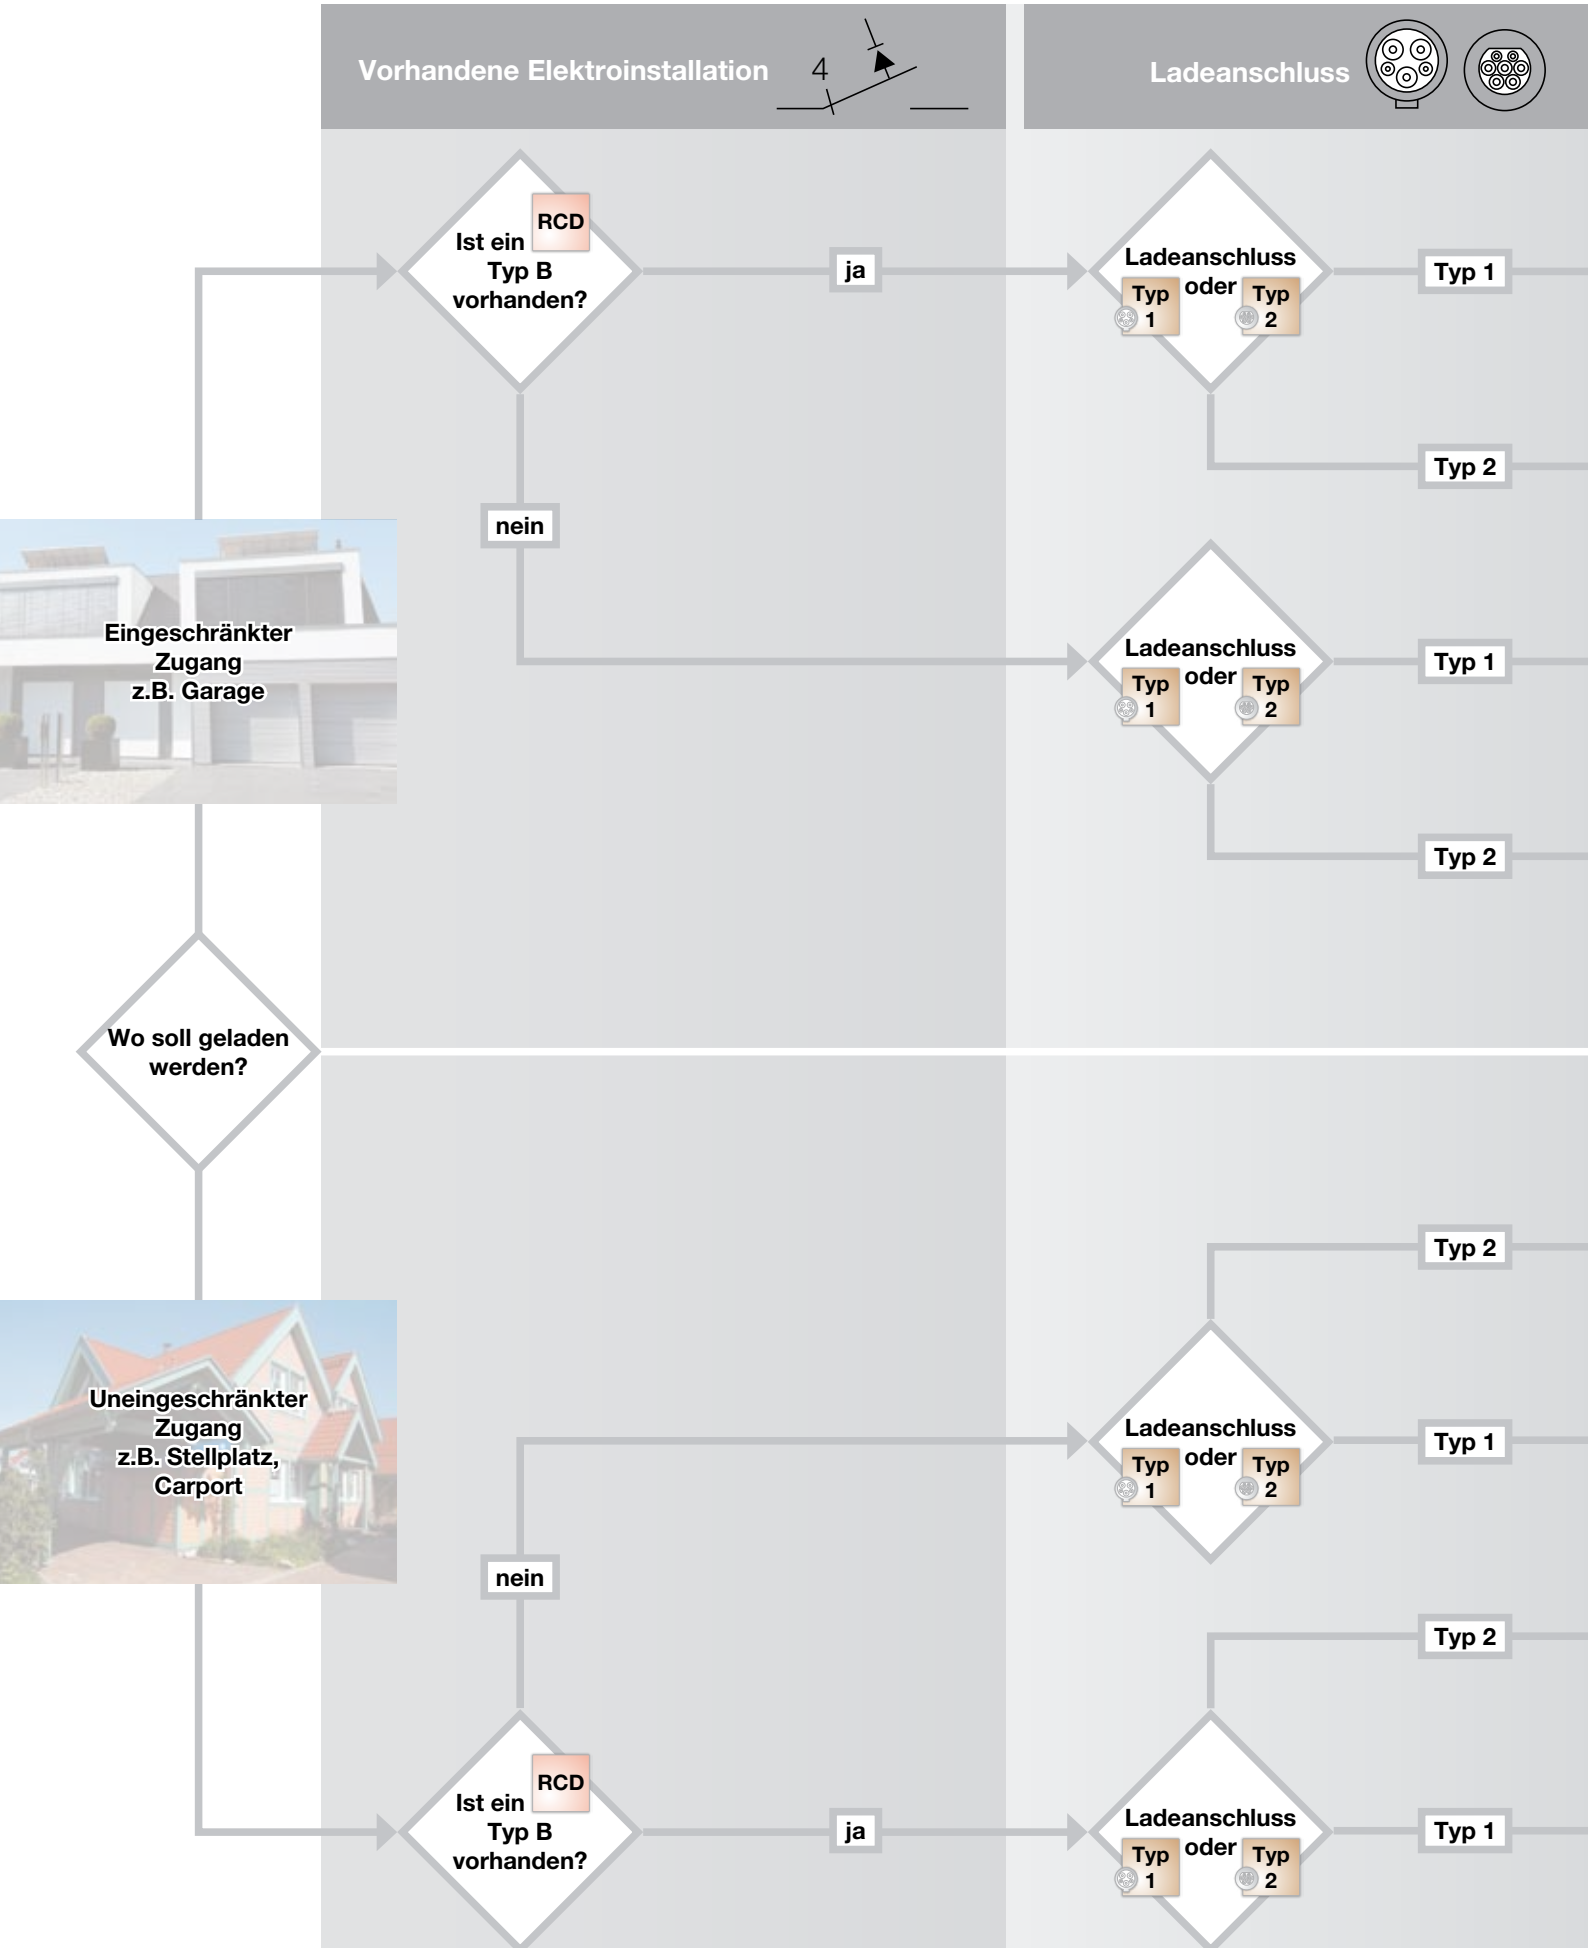 Vorhandene Elektroinstallation
4
Ladeanschluss
RCD
Ist ein
Typ B
vorhanden?
ja
Ladeanschluss
oder
Typ
1
Typ
2
Typ 1
Typ 2
nein
Eingeschränkter
Zugang
z.B. Garage
Ladeanschluss
oder
Typ
1
Typ
2
Typ 1
Typ 2
Wo soll geladen
werden?
Typ 2
Uneingeschränkter
Zugang
z.B. Stellplatz,
Carport
Ladeanschluss
oder
Typ
1
Typ
2
Typ 1
nein
Typ 2
RCD
Ist ein
Typ B
vorhanden?
ja
Ladeanschluss
oder
Typ
1
Typ
2
Typ 1